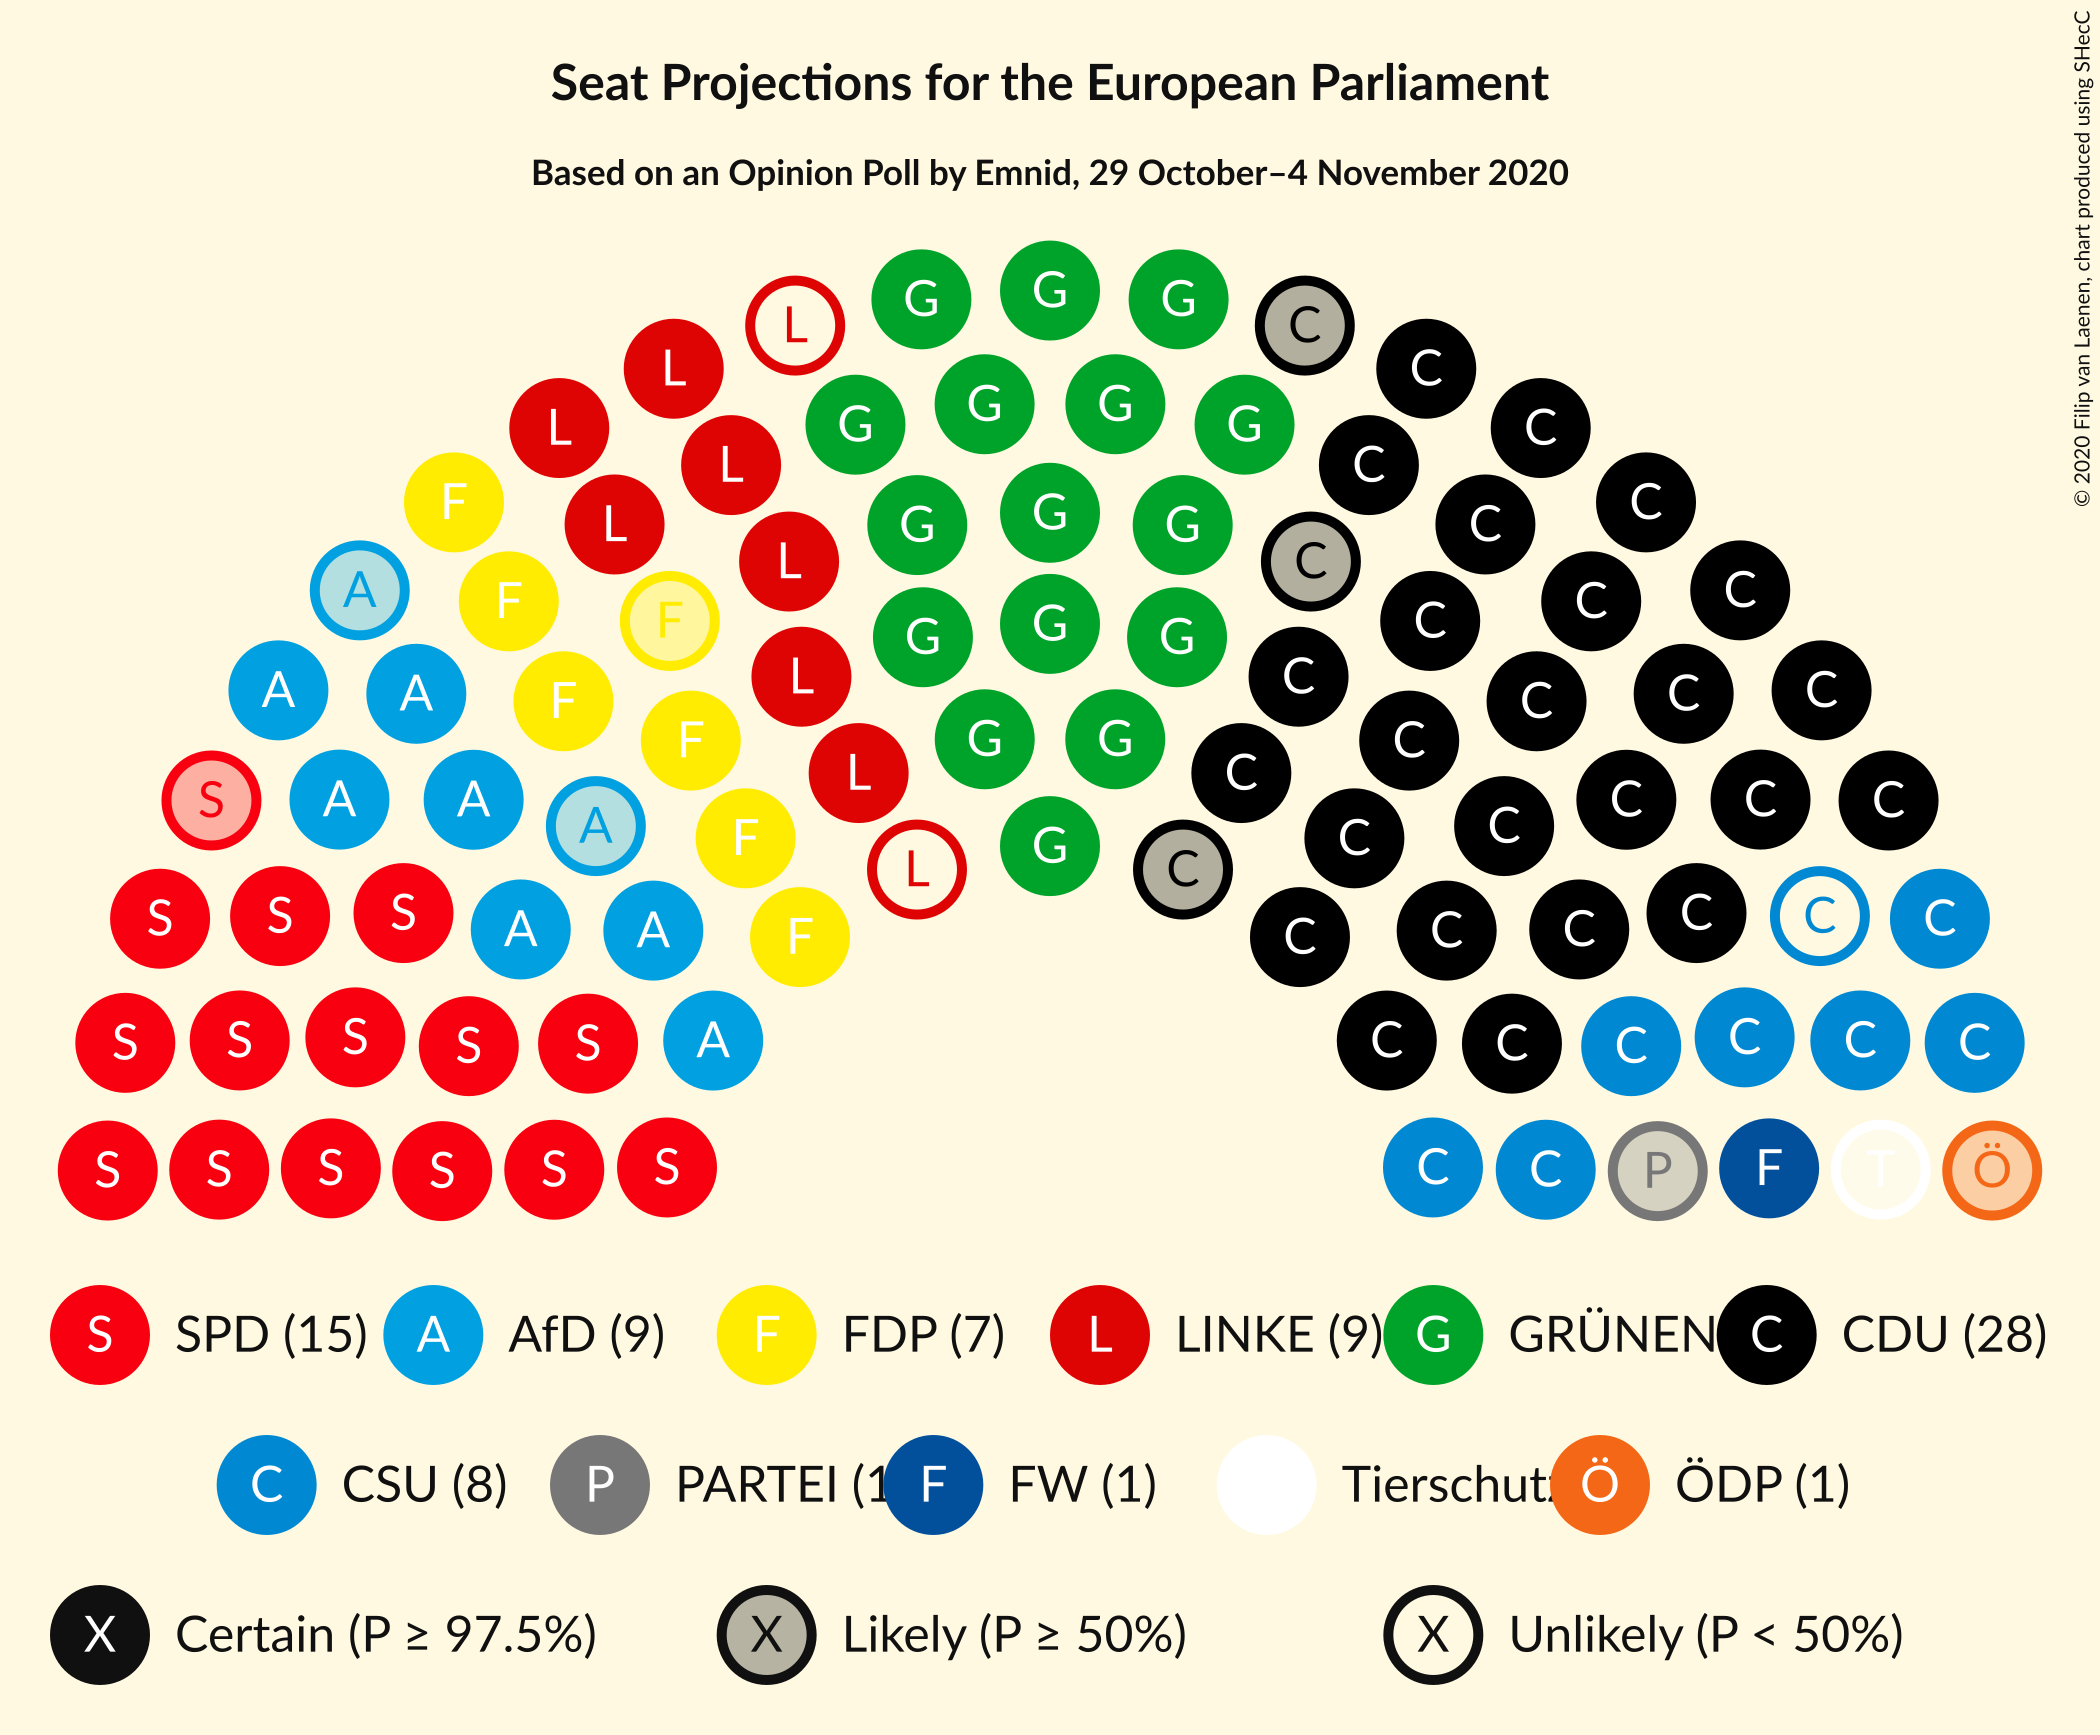 Seat Projections for the European Parliament
Based on an Opinion Poll by Emnid, 29 October–4 November 2020
© 2020 Filip van Laenen, chart produced using SHecC
G G G
L C
L G G G G C
L L C C
F L G G G C C
A F F L C C C C
L G G G C
A A F F L G G C C C C C
S A A A F L G C C C C C C
S S S A A F C C C C C C
S S S S S A C C C C C C
S S S S S S C C P F T Ö
S SPD (15) A AfD (9) F FDP (7) L LINKE (9) G GRÜNEN C CDU (28)
C CSU (8) P PARTEI (1 F FW (1) Tierschutz Ö ÖDP (1)
X Certain (P ≥ 97.5%) X Likely (P ≥ 50%) X Unlikely (P < 50%)